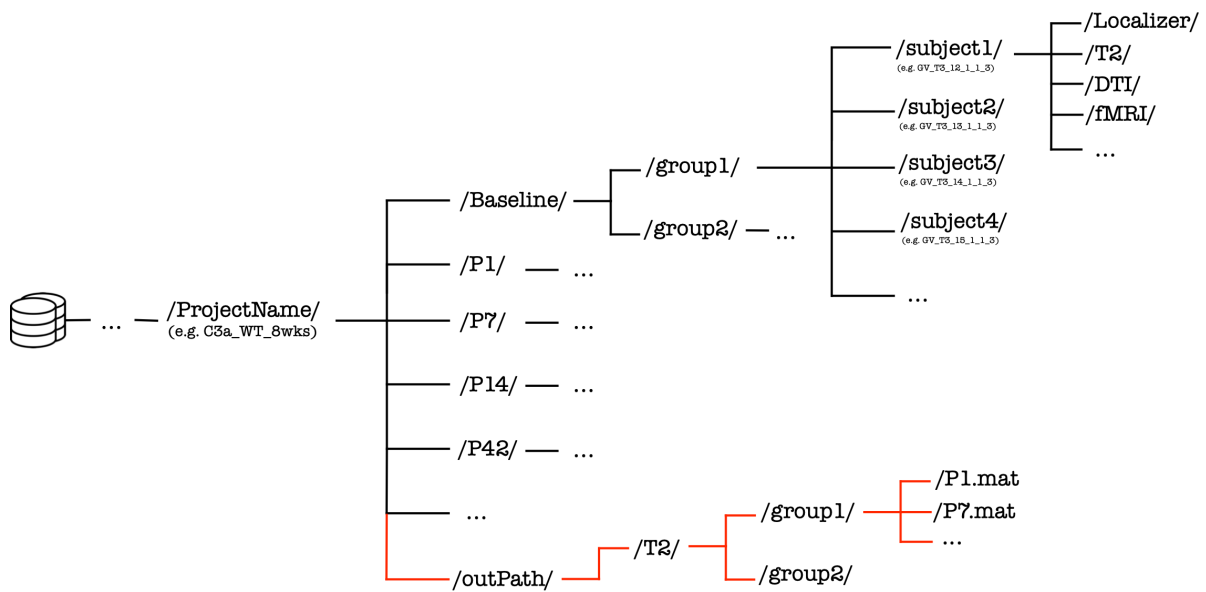 ... /ProjectName/
(e.g. C3a_WT_8wks)
/Baseline/
/group1/
/subject1/
(e.g. GV_T3_12_1_1_3)
/Localizer/
/T2/
/DTI/
/fMRI/
...
/subject2/
(e.g. GV_T3_13_1_1_3)
/subject3/
(e.g. GV_T3_14_1_1_3)
/subject4/
(e.g. GV_T3_15_1_1_3)
...
/group2/ ...
/P1/ ...
/P7/ ...
/P14/ ...
/P42/ ...
...
/outPath/
/T2/
/group1/
/P1.mat
/P7.mat
...
/group2/